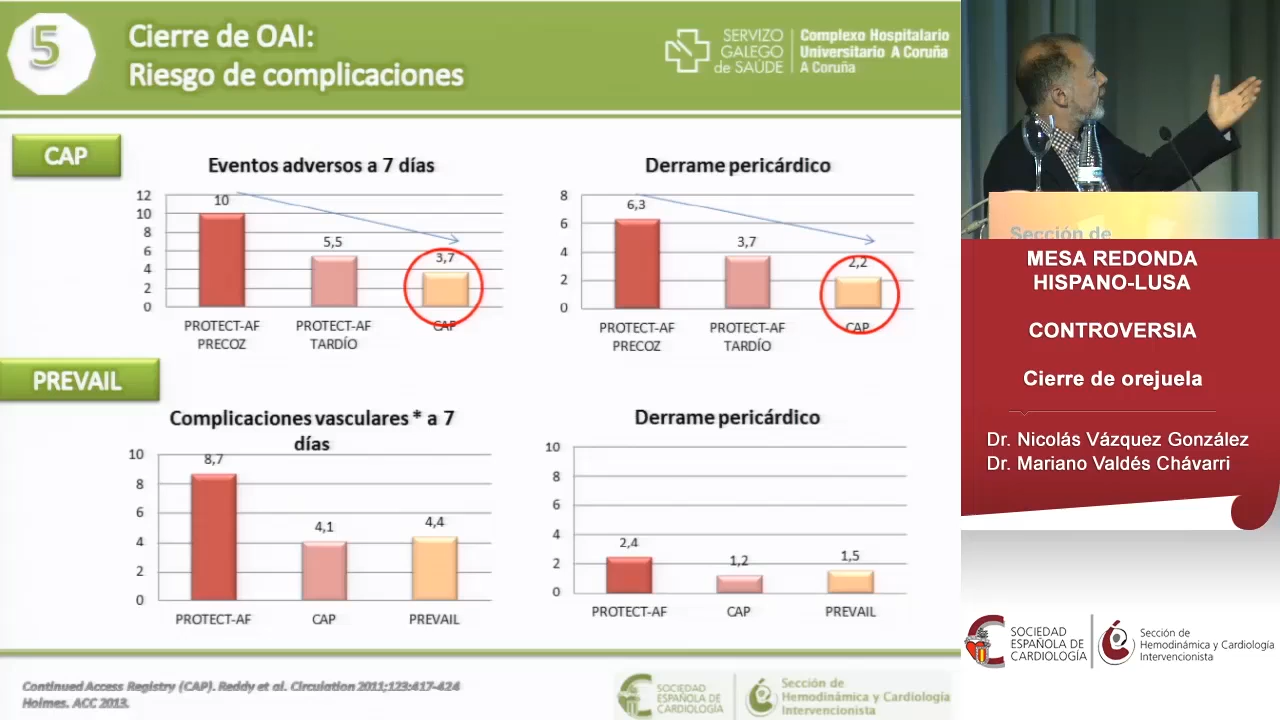 5
Cierre de OAI:
Riesgo de complicaciones
SERVIZO
GALEGO
de SAÚDE
Complexo Hospitalario
Universitario A Coruña
A Coruña
CAP
Eventos adversos a 7 días
12
10
8
6
4
2
0
10
5,5
3,7
PROTECT-AF
PRECOZ
PROTECT-AF
TARDÍO
CAP
Derrame pericárdico
8
6
4
2
0
6,3
3,7
2,2
PROTECT-AF
PRECOZ
PROTECT-AF
TARDÍO
CAP
PREVAIL
Complicaciones vasculares * a 7
días
10
8
6
4
2
0
8,7
4,1
4,4
PROTECT-AF
CAP
PREVAIL
Derrame pericárdico
10
8
6
4
2
0
2,4
1,2
1,5
PROTECT-AF
CAP
PREVAIL
Continued Access Registry (CAP). Reddy et al. Circulation 2011;123:417-424
Holmes. ACC 2013.
SOCIEDAD
ESPAÑOLA DE
CARDIOLOGÍA
Sección de
Hemodinámica y Cardiología
Intervencionista
Sección de
MESA REDONDA
HISPANO-LUSA
CONTROVERSIA
Cierre de orejuela
Dr. Nicolás Vázquez González
Dr. Mariano Valdés Chávarri
SOCIEDAD
ESPAÑOLA DE
CARDIOLOGÍA
Sección de
Hemodinámica y Cardiología
Intervencionista